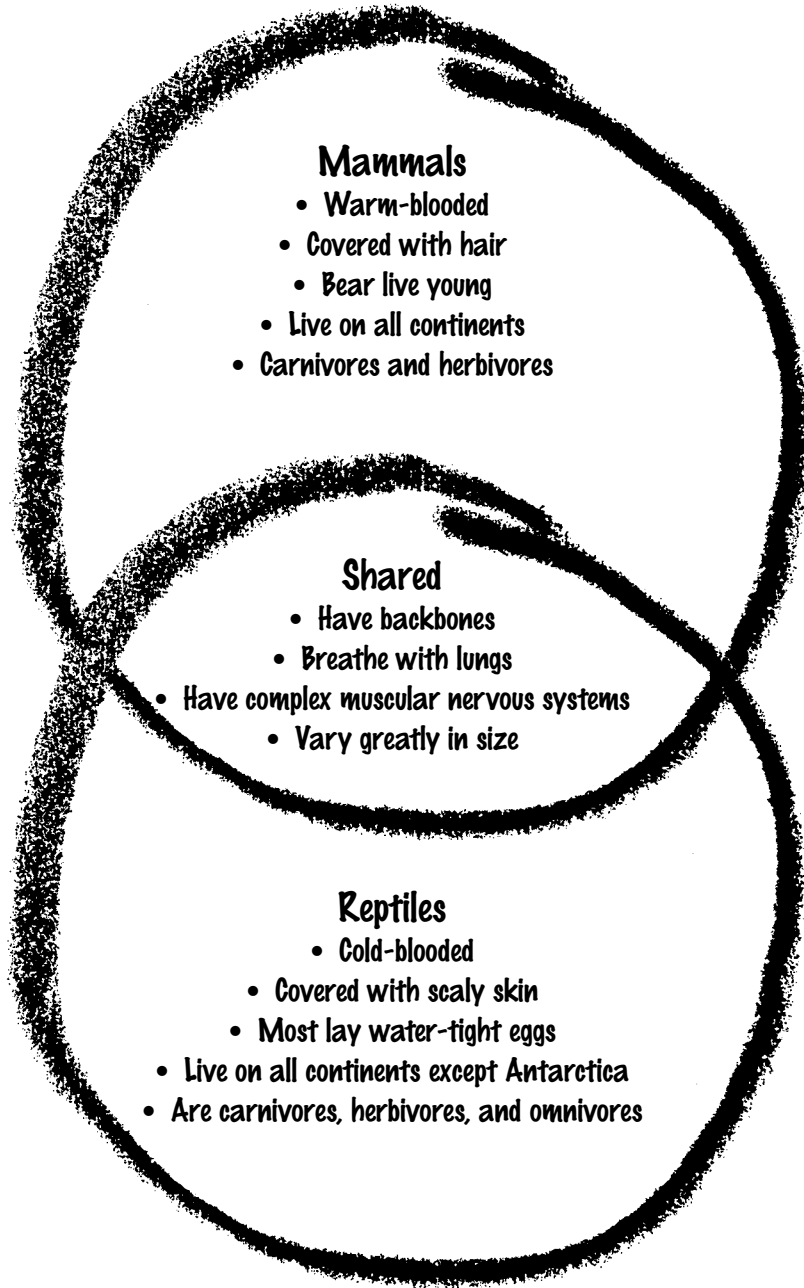 Mammals
• Warm-blooded
• Covered with hair
• Bear live young
• Live on all continents
• Carnivores and herbivores
Shared
• Have backbones
• Breathe with lungs
• Have complex muscular nervous systems
• Vary greatly in size
Reptiles
• Cold-blooded
• Covered with scaly skin
• Most lay water-tight eggs
• Live on all continents except Antarctica
• Are carnivores, herbivores, and omnivores